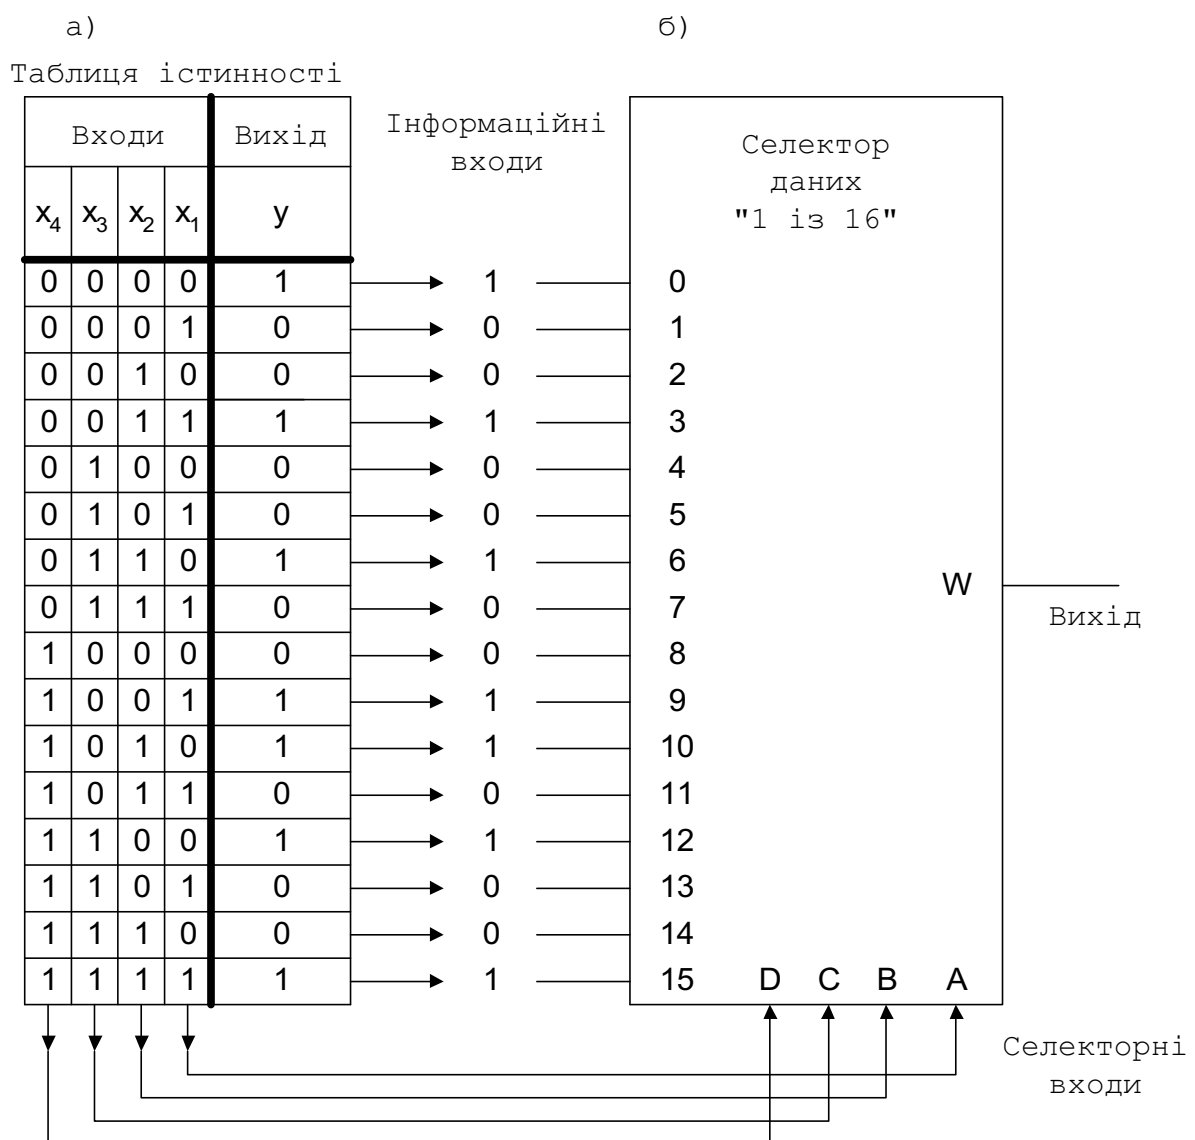 а) б)
Таблиця істинності
Входи Вихід
Інформаційні
входи
Селектор
даних
"1 із 16"
x4 x3 x2 x1 y
0 0 0 0 1 1 0
0 0 0 1 0 0 1
0 0 1 0 0 0 2
0 0 1 1 1 1 3
0 1 0 0 0 0 4
0 1 0 1 0 0 5
0 1 1 0 1 1 6
0 1 1 1 0 0 7
W
Вихід
1 0 0 0 0 0 8
1 0 0 1 1 1 9
1 0 1 0 1 1 10
1 0 1 1 0 0 11
1 1 0 0 1 1 12
1 1 0 1 0 0 13
1 1 1 0 0 0 14
1 1 1 1 1 1 15 D C B A
Селекторні
входи